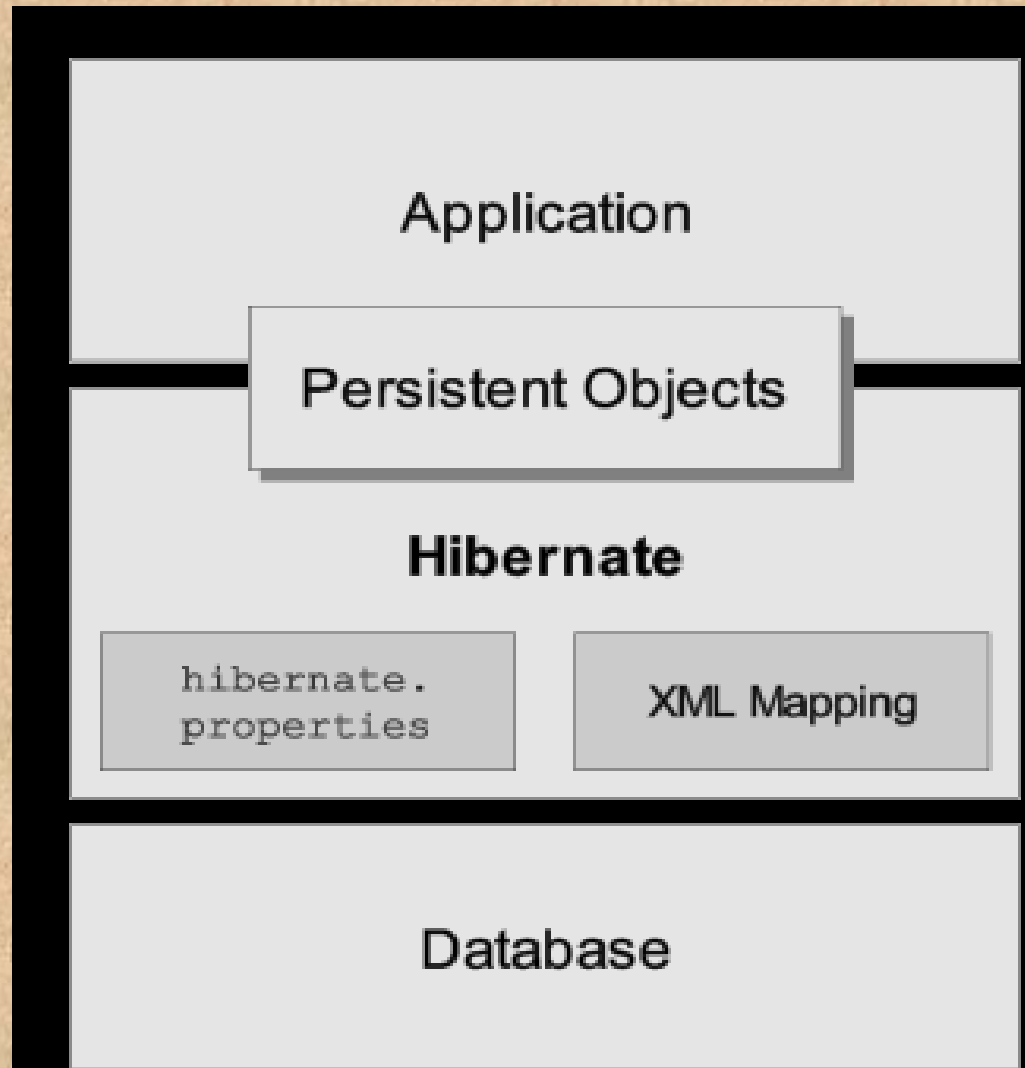 Application
Persistent Objects
Hibernate
hibernate.
properties
XML Mapping
Database